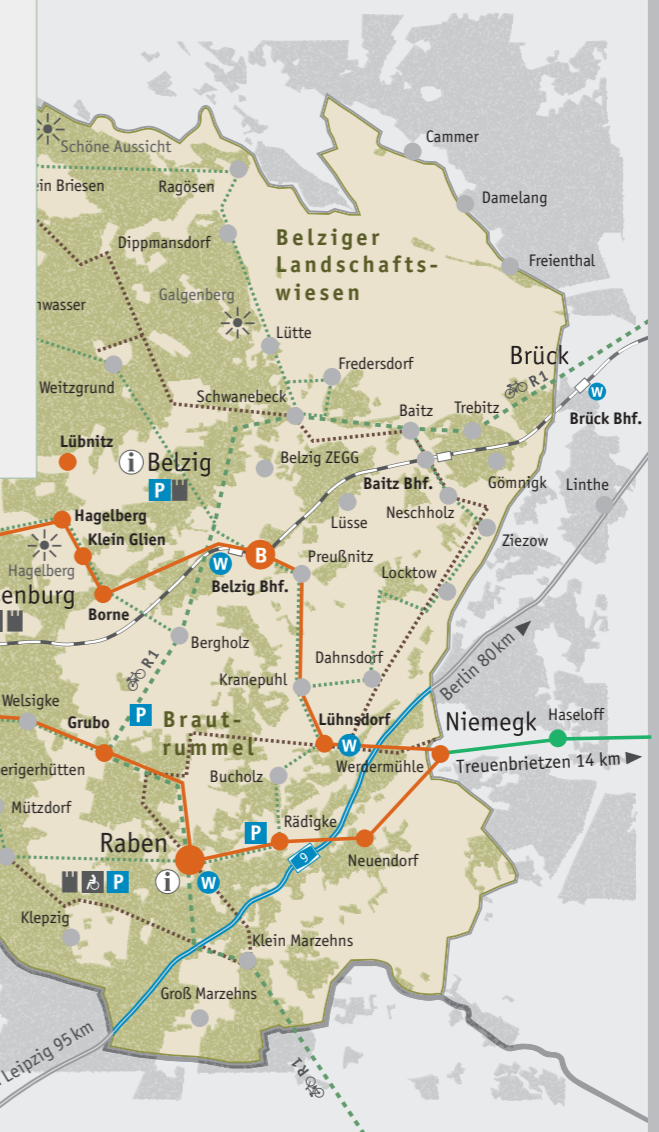 Cammer
Schöne Aussicht
ein Briesen
Ragösen
Damelang
Dippmansdorf
Belziger
Landschafts-
wiesen
Freienthal
Galgenberg
nwasser
Lütte
Brück
Fredersdorf
R1
Weitzgrund
Schwanebeck
W
Baitz
Trebitz
Brück Bhf.
Lübnitz
i
Belzig
Belzig ZEGG
P
Baitz Bhf.
Gömnigk
Linthe
Hagelberg
Lüsse
Neschholz
Klein Glien
Ziezow
B
Hagelberg
W
Preußnitz
Belzig Bhf.
Locktow
enburg
Borne
Bergholz
R1
Dahnsdorf
Berlin 80 km
Kranepuhl
Welsigke
P
Braut-
rummel
Grubo
Lühnsdorf
W
Niemegk
Haseloff
erigerhütten
Bucholz
Werdermühle
Treuenbrietzen 14 km
Mützdorf
Rädigke
P
Raben
9
Neuendorf
P
i
W
Klepzig
Klein Marzehns
Groß Marzehns
Leipzig 95 km
R1